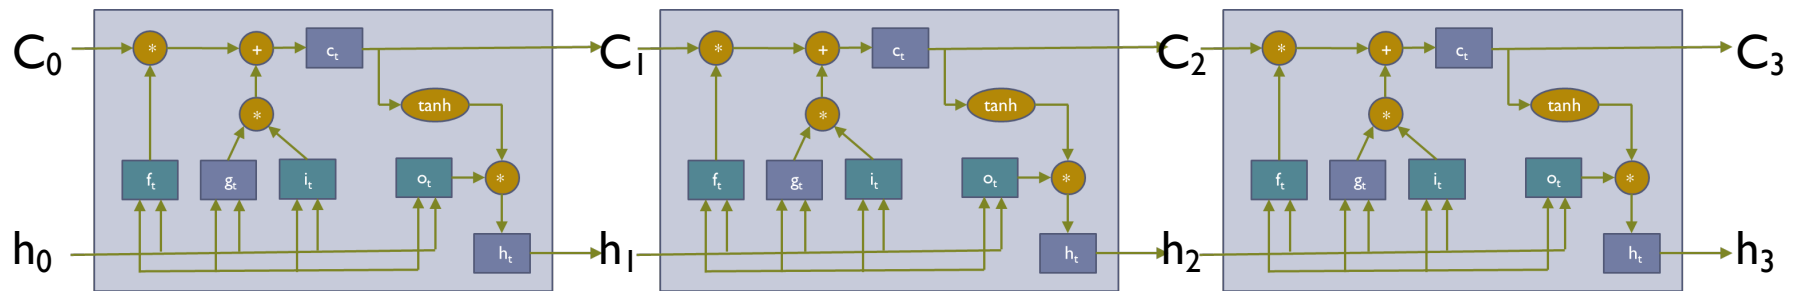 C0 * + ct C1 * + ct C2 * + ct C3
tanh tanh tanh
* * *
ft gt it ot * ft gt it ot * ft gt it ot *
h0 ht h1 ht h2 ht h3